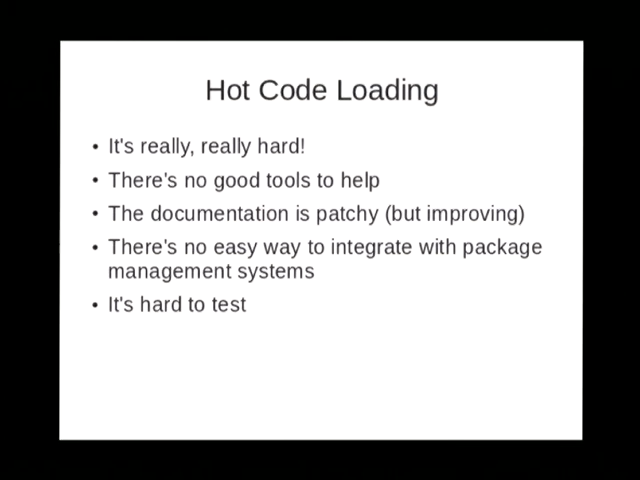 Hot Code Loading
• It's really, really hard!
• There's no good tools to help
• The documentation is patchy (but improving)
• There's no easy way to integrate with package
management systems
• It's hard to test